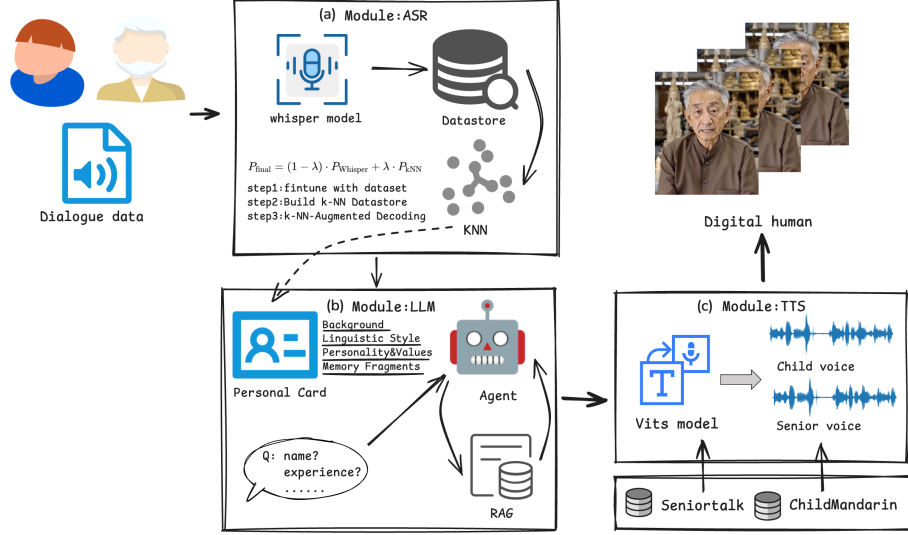 Dialogue data
(a) Module:ASR
whisper model
Datastore
P_final = (1 − λ) · P_Whisper + λ · P_kNN
step1:fintune with dataset
step2:Build k-NN Datastore
step3:k-NN-Augmented Decoding
KNN
(b) Module:LLM
Background
Linguistic Style
Personality&Values
Memory Fragments
Personal Card
Agent
Q: name?
experience?
......
RAG
Digital human
(c) Module:TTS
T
Vits model
Child voice
Senior voice
Seniortalk
ChildMandarin